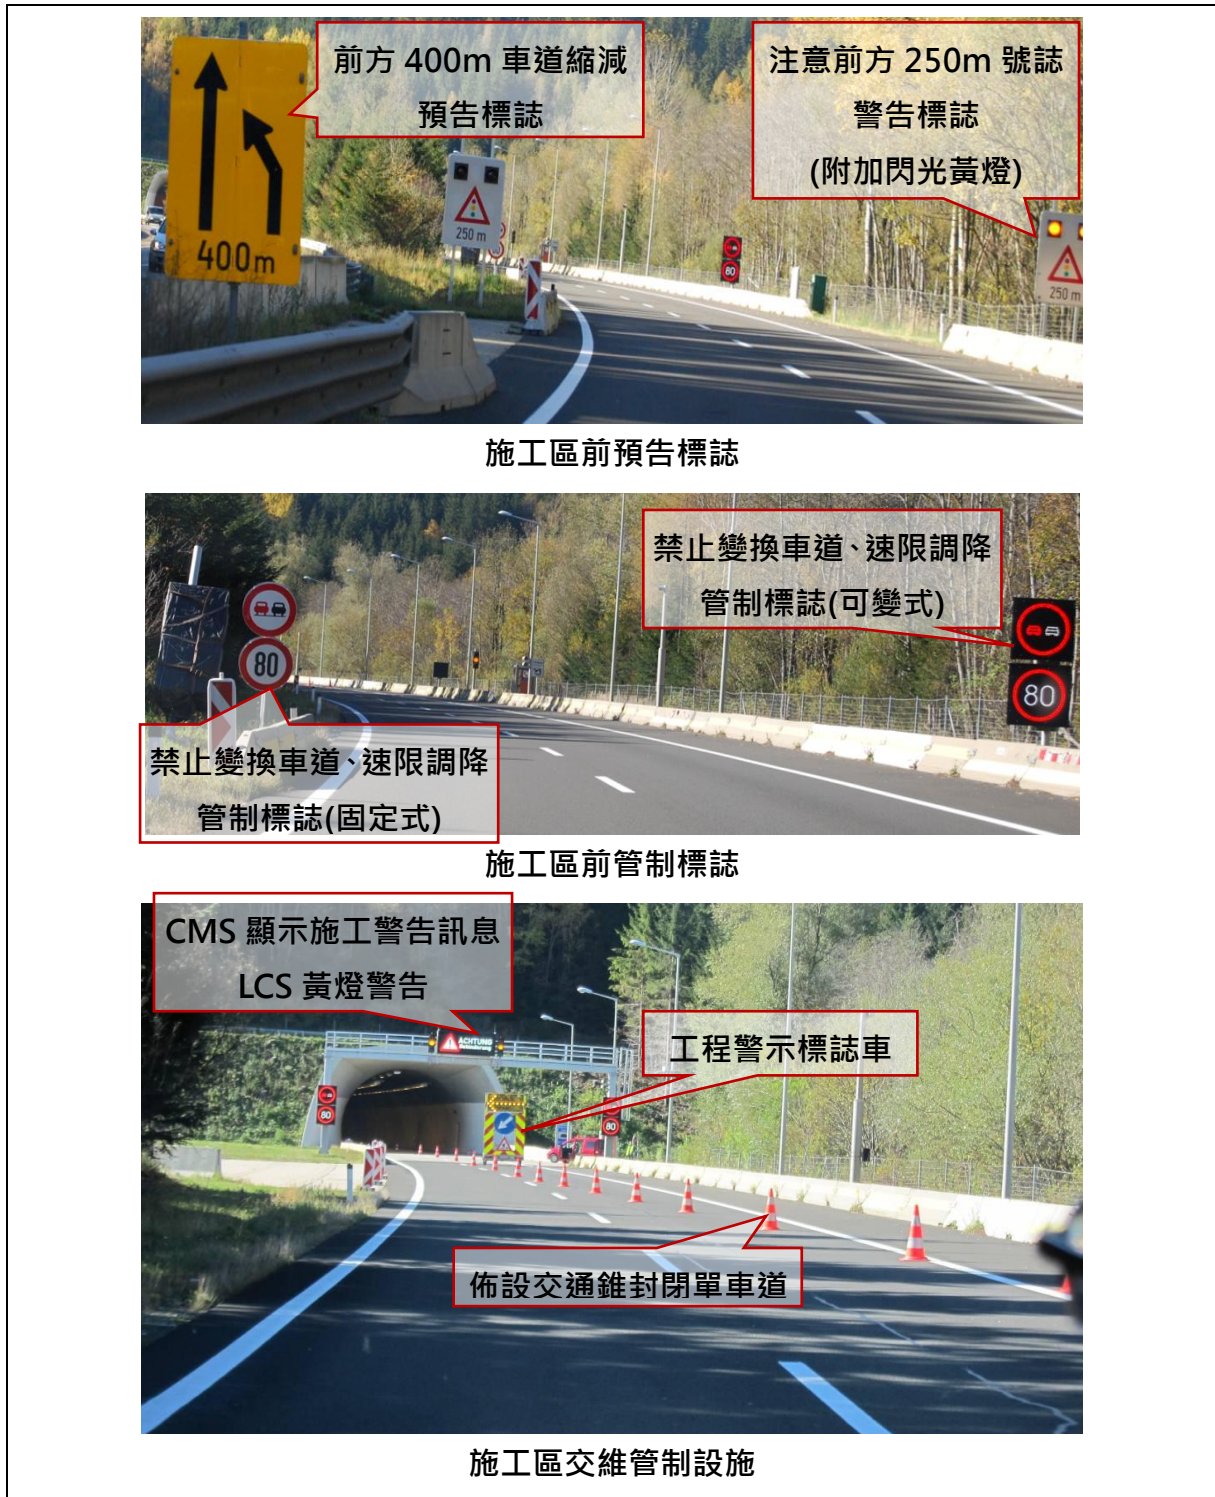 前方 400m 車道縮減
預告標誌
注意前方 250m 號誌
警告標誌
(附加閃光黃燈)
400m
250 m
80
250 m
施工區前預告標誌
禁止變換車道、速限調降
管制標誌(可變式)
80
80
禁止變換車道、速限調降
管制標誌(固定式)
施工區前管制標誌
CMS 顯示施工警告訊息
LCS 黃燈警告
ACHTUNG
工程警示標誌車
80
80
佈設交通錐封閉單車道
施工區交維管制設施